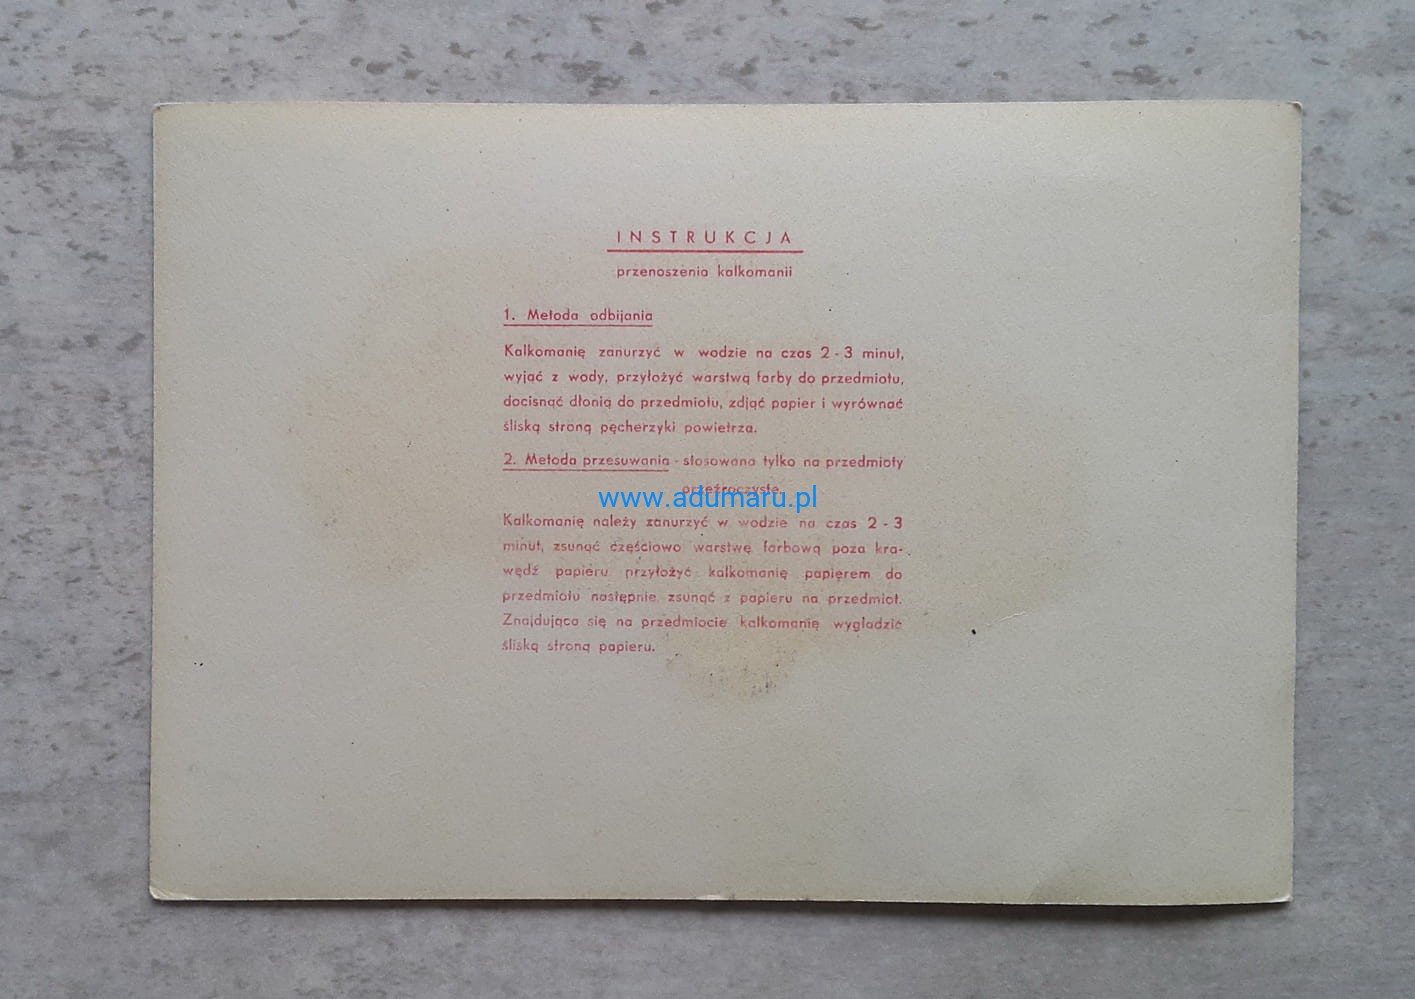 INSTRUKCJA
przenoszenia kalkomanii
1. Metoda odbijania
Kalkomanię zanurzyć w wodzie na czas 2 - 3 minut,
wyjąć z wody, przyłożyć warstwą farby do przedmiotu,
docisnąć dłonią do przedmiotu, zdjąć papier i wyrównać
śliską stroną pęcherzyki powietrza.
2. Metoda przesuwania - stosowana tylko na przedmioty
przeźroczyste
www.adumaru.pl
Kalkomanię należy zanurzyć w wodzie na czas 2 - 3
minut, zsunąć częściowo warstwę farbową poza kra-
wędź papieru przyłożyć kalkomanię papierem do
przedmiotu następnie zsunąć z papieru na przedmiot.
Znajdująca się na przedmiocie kalkomanię wygładzić
śliską stroną papieru.